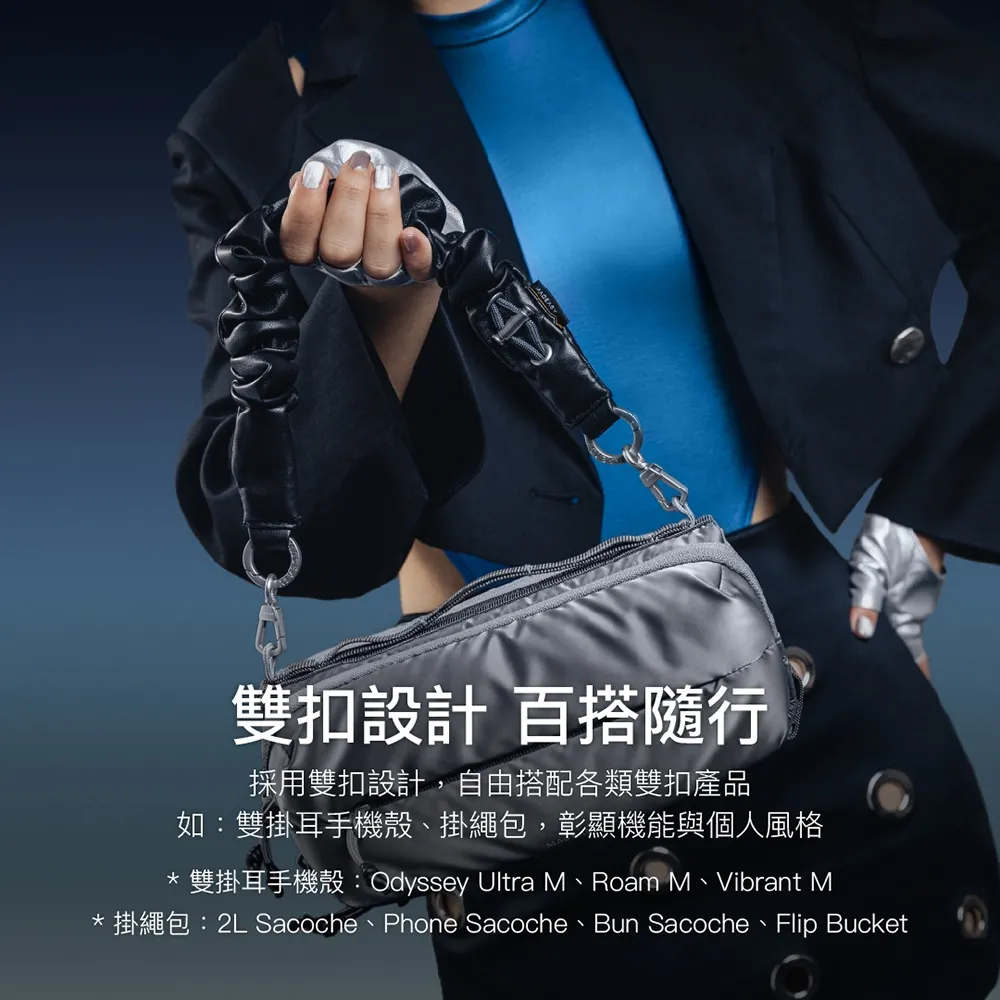 MAGEASY
雙扣設計 百搭隨行
採用雙扣設計，自由搭配各類雙扣產品
如：雙掛耳手機殼、掛繩包，彰顯機能與個人風格
* 雙掛耳手機殼：Odyssey Ultra M、Roam M、Vibrant M
* 掛繩包：2L Sacoche、Phone Sacoche、Bun Sacoche、Flip Bucket